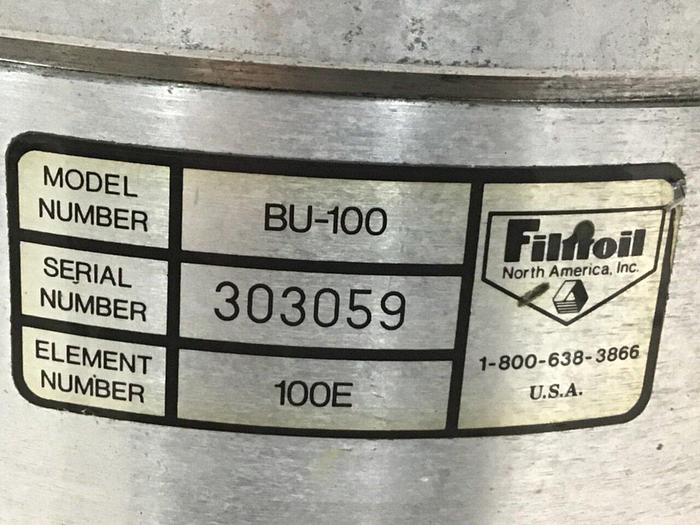 MODEL
NUMBER
BU-100
SERIAL
NUMBER
303059
ELEMENT
NUMBER
100E
Filtroil
North America, Inc.
1-800-638-3866
U.S.A.